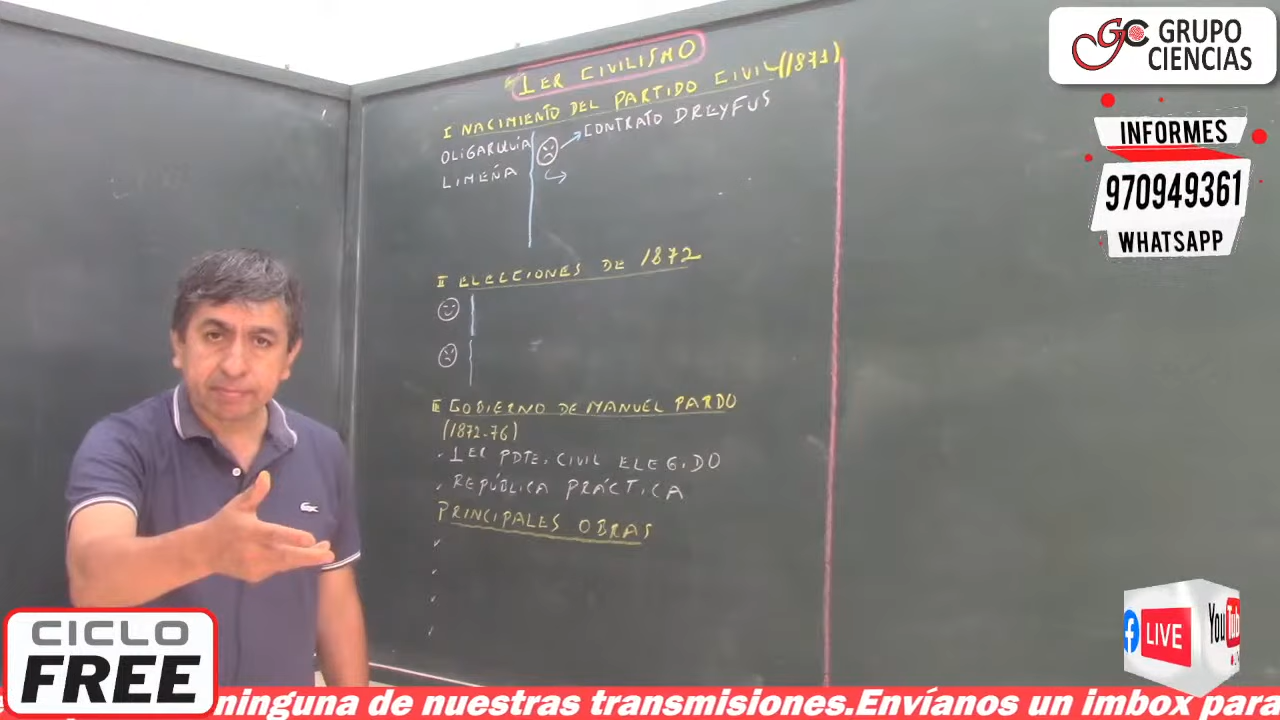 1ER CIVILISMO
I NACIMIENTO DEL PARTIDO CIVIL (1871)
OLIGARQUÍA
LIMEÑA
CONTRATO DREYFUS
II ELECCIONES DE 1872
III GOBIERNO DE MANUEL PARDO
(1872-76)
1ER PDTE. CIVIL ELEGIDO
REPÚBLICA PRÁCTICA
PRINCIPALES OBRAS
GC GRUPO
CIENCIAS
INFORMES
970949361
WHATSAPP
CICLO
FREE
f LIVE
YouTub
ninguna de nuestras transmisiones.Envíanos un imbox para